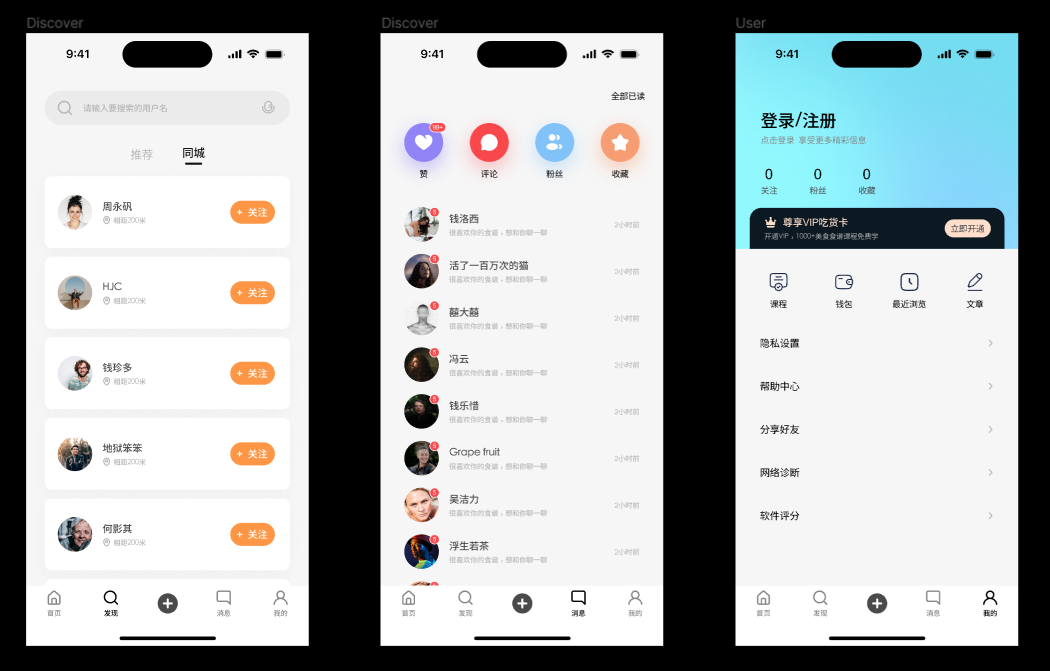 Discover
9:41
请输入要搜索的用户名
推荐 同城
周永矾
相距200米
+ 关注
HJC
相距200米
+ 关注
钱珍多
相距200米
+ 关注
地狱笨笨
相距200米
+ 关注
何影其
相距200米
+ 关注
首页 发现 消息 我的
Discover
9:41
全部已读
99+
赞 评论 粉丝 收藏
6
钱洛西
很喜欢你的食谱，想和你聊一聊
2小时前
6
活了一百万次的猫
很喜欢你的食谱，想和你聊一聊
2小时前
6
囍大囍
很喜欢你的食谱，想和你聊一聊
2小时前
6
冯云
很喜欢你的食谱，想和你聊一聊
2小时前
6
钱乐惜
很喜欢你的食谱，想和你聊一聊
2小时前
6
Grape fruit
很喜欢你的食谱，想和你聊一聊
2小时前
6
吴洁力
很喜欢你的食谱，想和你聊一聊
2小时前
6
浮生若茶
很喜欢你的食谱，想和你聊一聊
2小时前
首页 发现 消息 我的
User
9:41
登录/注册
点击登录 享受更多精彩信息
0 0 0
关注 粉丝 收藏
尊享VIP吃货卡
开通VIP，1000+美食食谱课程免费学
立即开通
课程 钱包 最近浏览 文章
隐私设置
帮助中心
分享好友
网络诊断
软件评分
首页 发现 消息 我的